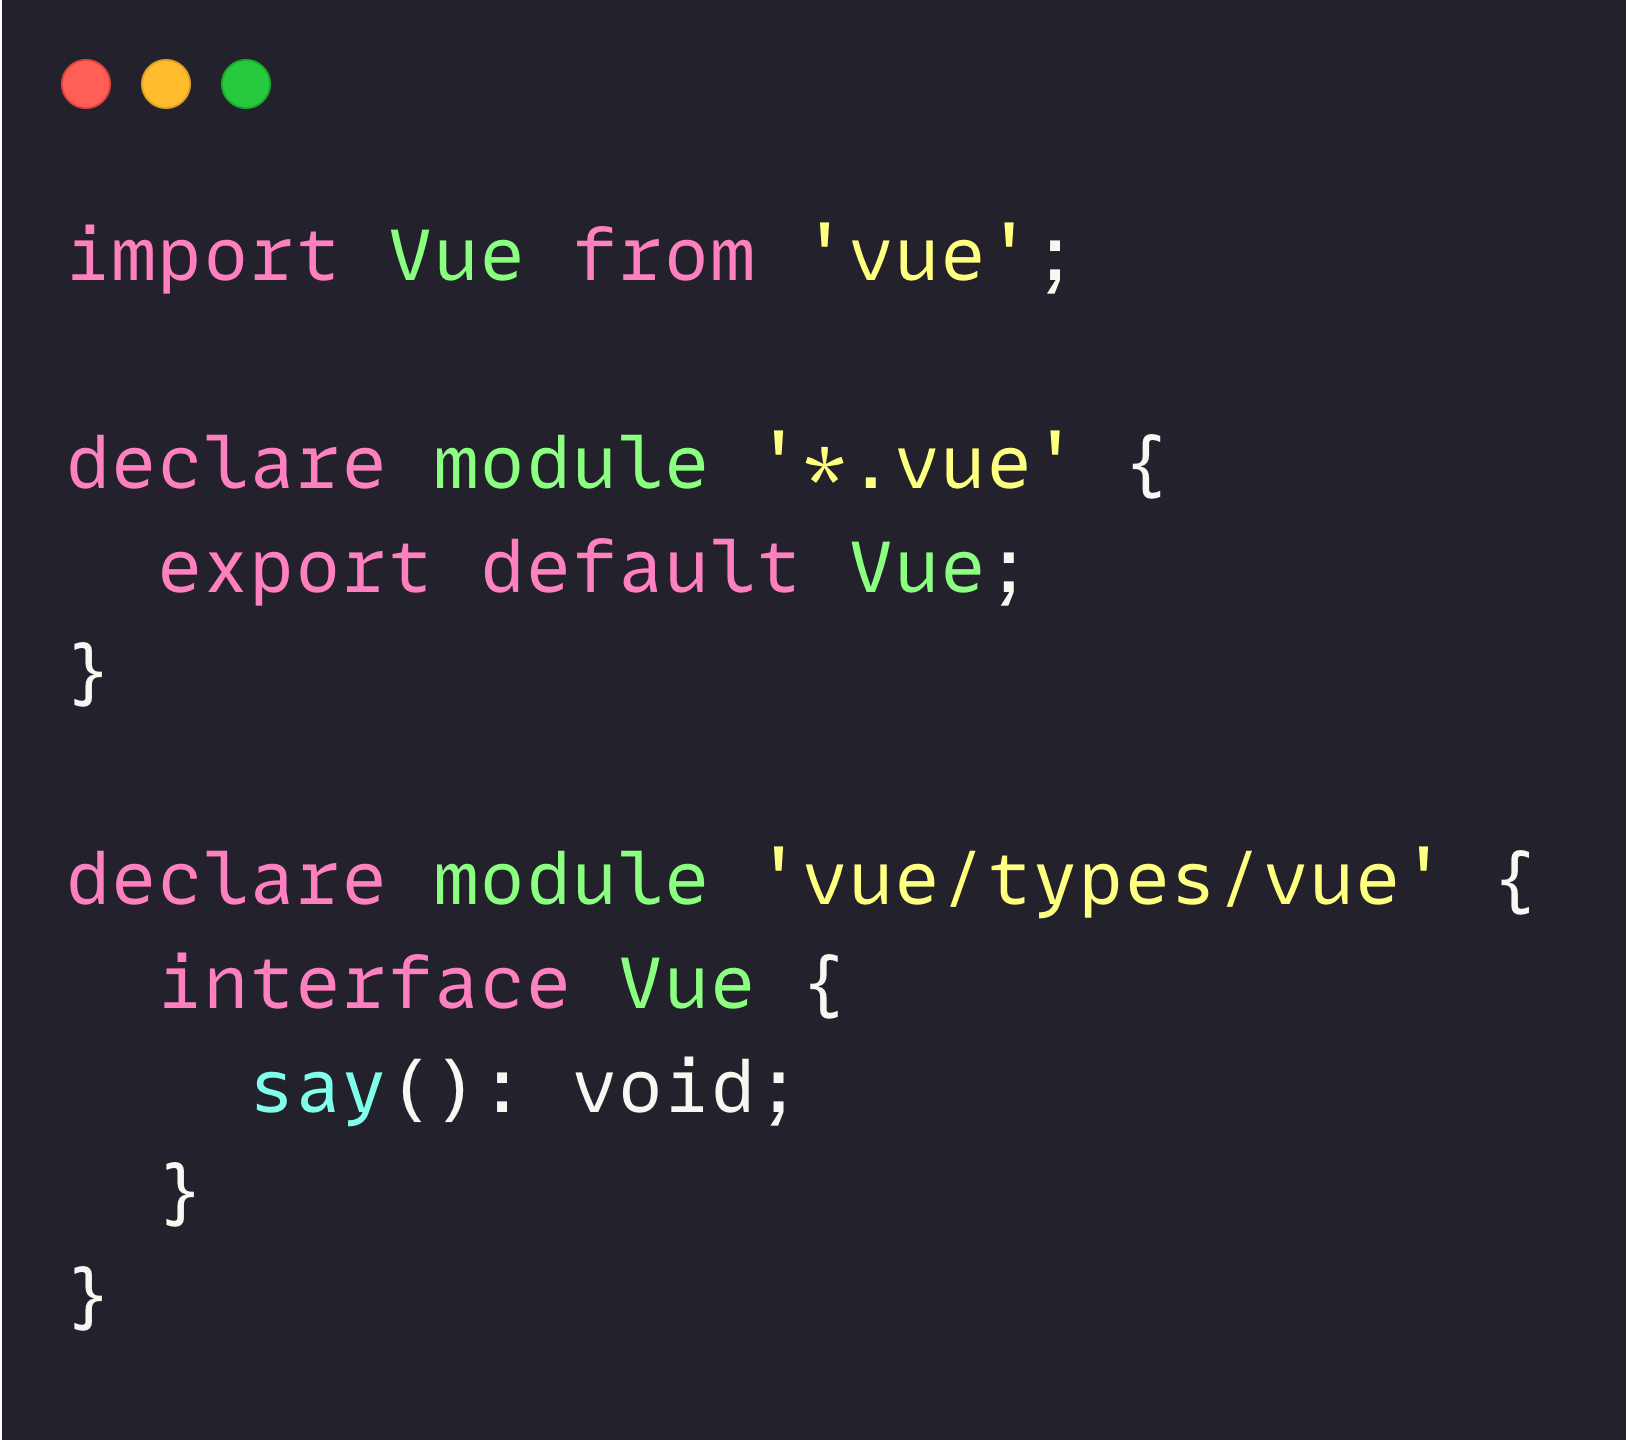 import Vue from 'vue';
declare module '*.vue' {
  export default Vue;
}
declare module 'vue/types/vue' {
  interface Vue {
    say(): void;
  }
}